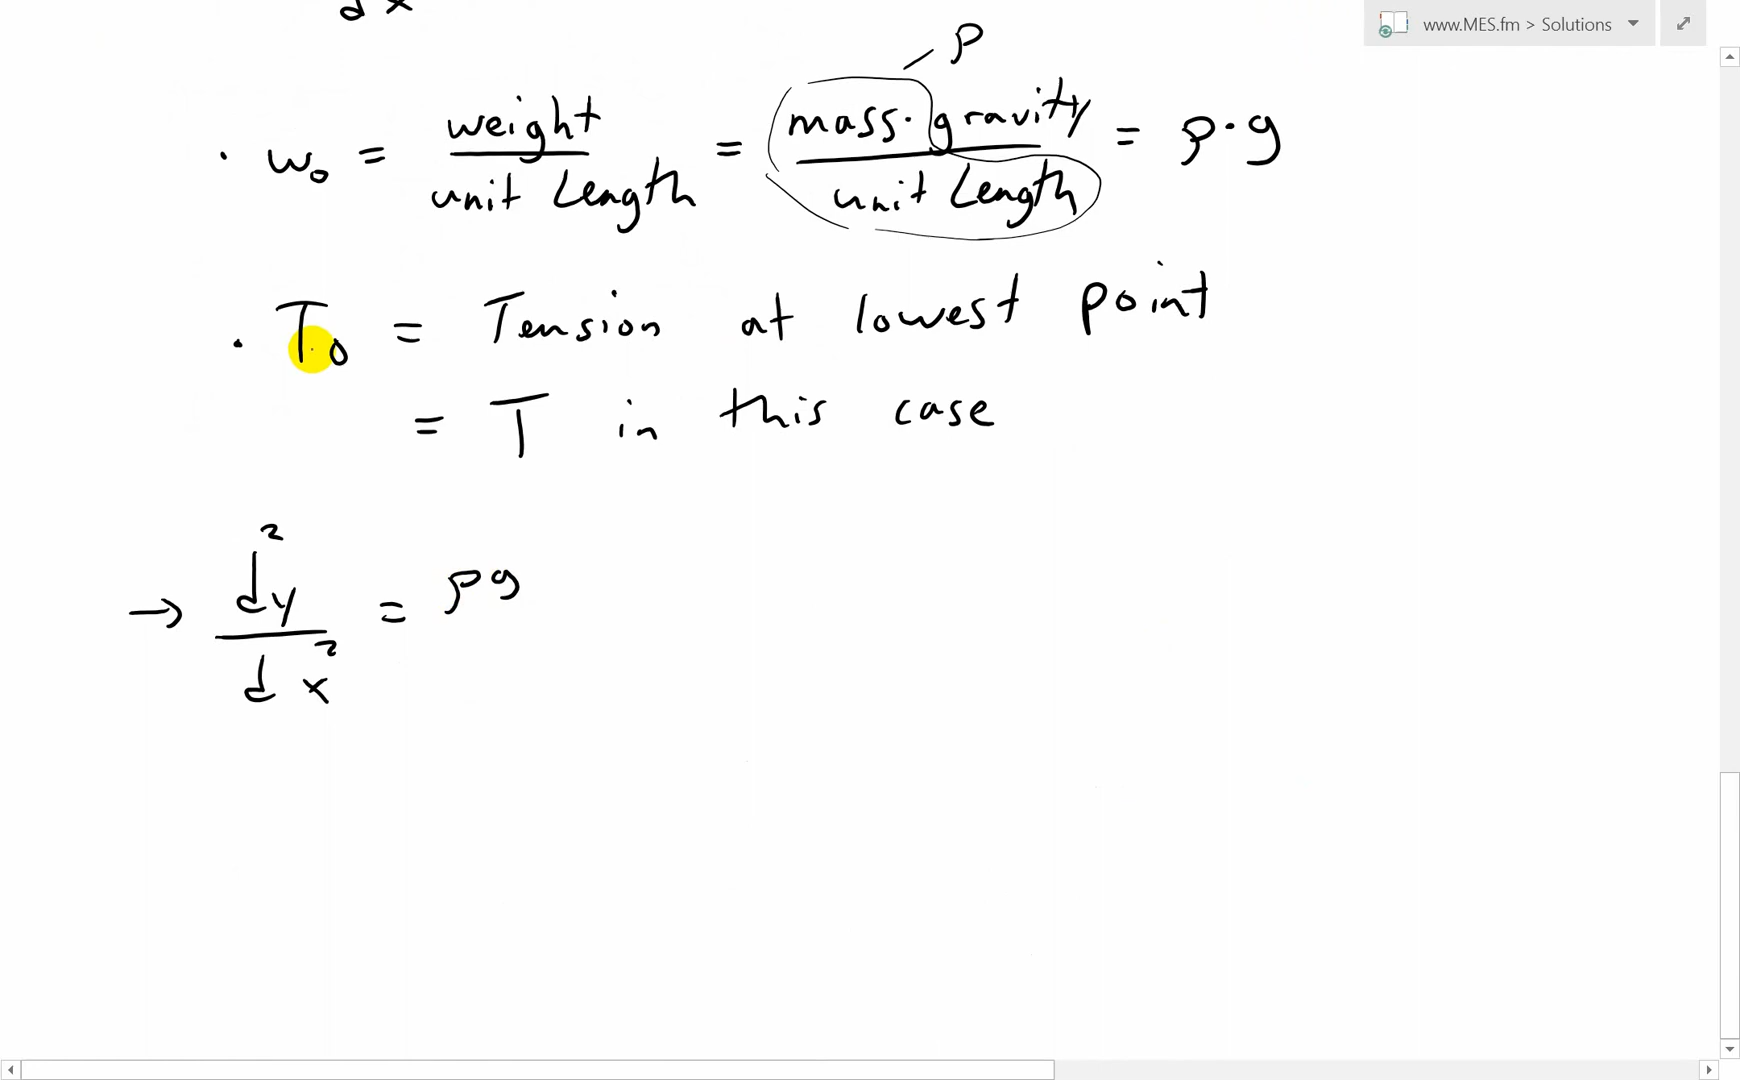 dx
www.MES.fm > Solutions
ρ
· w₀ = weight / unit Length = mass · gravity / unit Length = ρ · g
· T₀ = Tension at lowest point
= T in this case
→ d²y / dx² = ρg